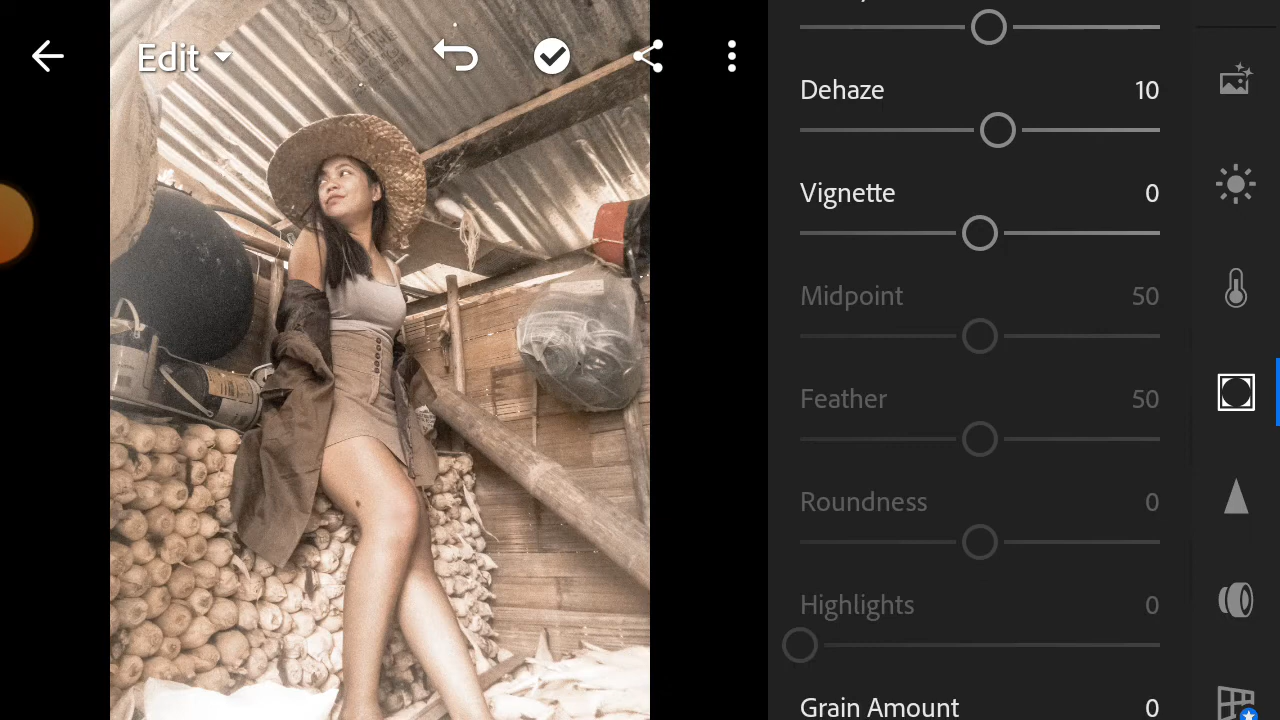 Edit
Dehaze 10
Vignette 0
Midpoint 50
Feather 50
Roundness 0
Highlights 0
Grain Amount 0